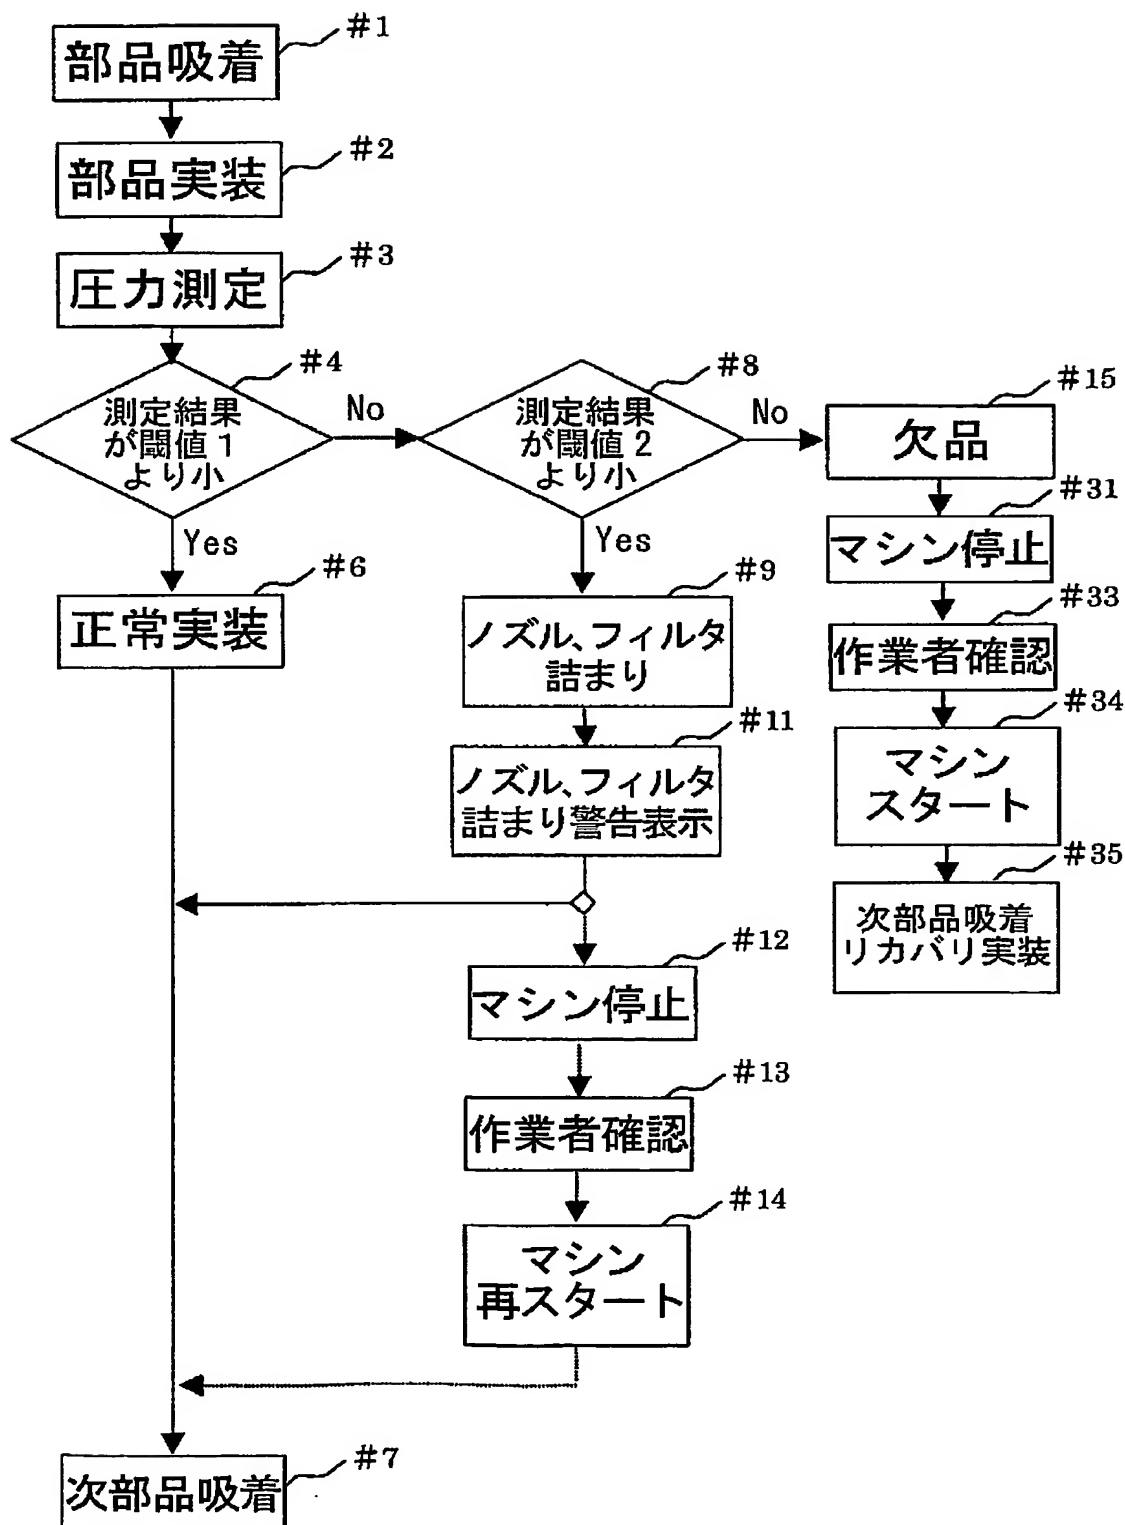 #1
部品吸着
#2
部品実装
#3
圧力測定
#4
測定結果
が閾値1
より小
No
Yes
#6
正常実装
#8
測定結果
が閾値2
より小
No
Yes
#9
ノズル、フィルタ
詰まり
#11
ノズル、フィルタ
詰まり警告表示
#12
マシン停止
#13
作業者確認
#14
マシン
再スタート
#15
欠品
#31
マシン停止
#33
作業者確認
#34
マシン
スタート
#35
次部品吸着
リカバリ実装
#7
次部品吸着